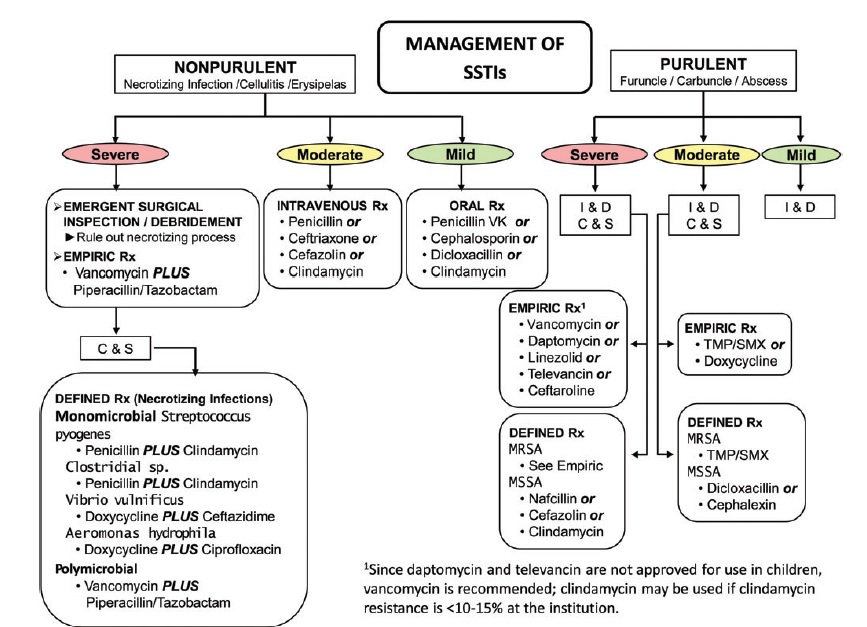 MANAGEMENT OF
SSTIs
NONPURULENT
Necrotizing Infection /Cellulitis /Erysipelas
PURULENT
Furuncle / Carbuncle / Abscess
Severe
Moderate
Mild
Severe
Moderate
Mild
➢EMERGENT SURGICAL
INSPECTION / DEBRIDEMENT
►Rule out necrotizing process
➢EMPIRIC Rx
• Vancomycin PLUS
Piperacillin/Tazobactam
INTRAVENOUS Rx
• Penicillin or
• Ceftriaxone or
• Cefazolin or
• Clindamycin
ORAL Rx
• Penicillin VK or
• Cephalosporin or
• Dicloxacillin or
• Clindamycin
I & D
C & S
I & D
C & S
I & D
C & S
EMPIRIC Rx¹
• Vancomycin or
• Daptomycin or
• Linezolid or
• Televancin or
• Ceftaroline
EMPIRIC Rx
• TMP/SMX or
• Doxycycline
DEFINED Rx (Necrotizing Infections)
Monomicrobial Streptococcus
pyogenes
• Penicillin PLUS Clindamycin
Clostridial sp.
• Penicillin PLUS Clindamycin
Vibrio vulnificus
• Doxycycline PLUS Ceftazidime
Aeromonas hydrophila
• Doxycycline PLUS Ciprofloxacin
Polymicrobial
• Vancomycin PLUS
Piperacillin/Tazobactam
DEFINED Rx
MRSA
• See Empiric
MSSA
• Nafcillin or
• Cefazolin or
• Clindamycin
DEFINED Rx
MRSA
• TMP/SMX
MSSA
• Dicloxacillin or
• Cephalexin
¹Since daptomycin and televancin are not approved for use in children,
vancomycin is recommended; clindamycin may be used if clindamycin
resistance is <10-15% at the institution.